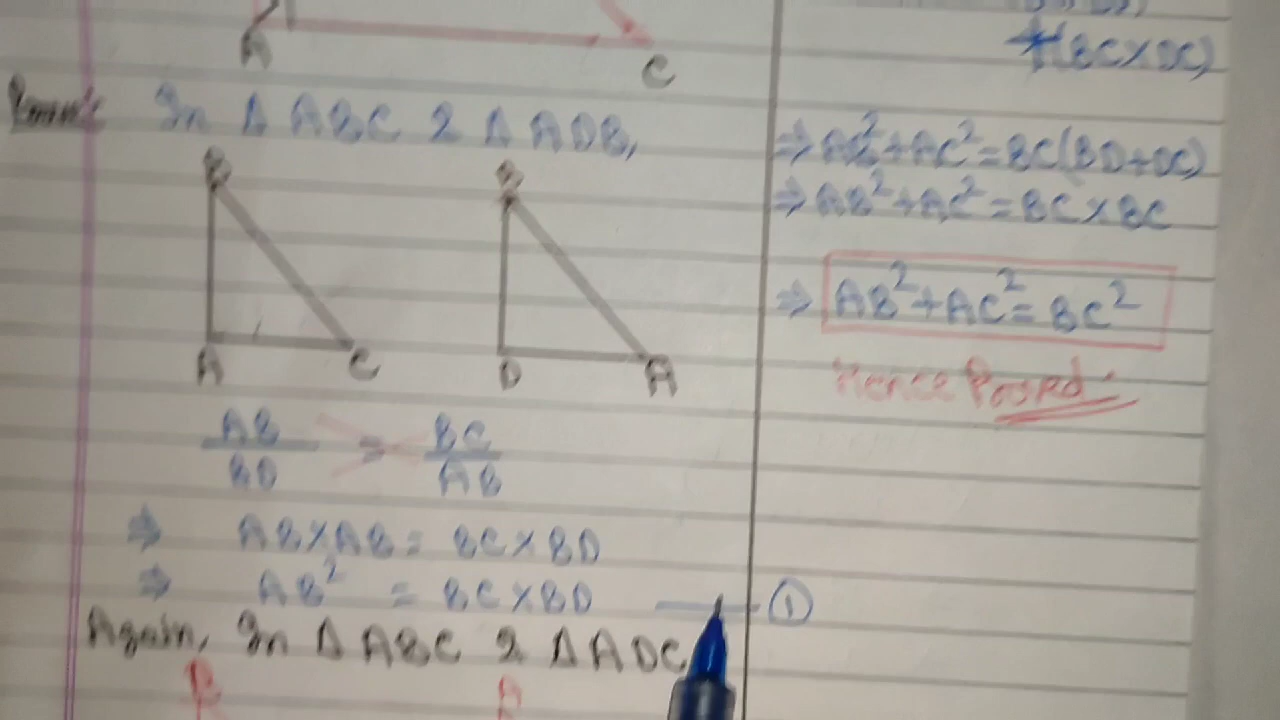 A
C
In Δ ABC & Δ ADB,
B
A
C
B
D
A
AB/BD = BC/AB
⇒ AB×AB = BC×BD
⇒ AB² = BC×BD —— ①
Again, In Δ ABC & Δ ADC
B
A
+(BC×DC)
⇒ AB²+AC² = BC(BD+DC)
⇒ AB²+AC² = BC×BC
⇒ AB²+AC² = BC²
Hence Proved.